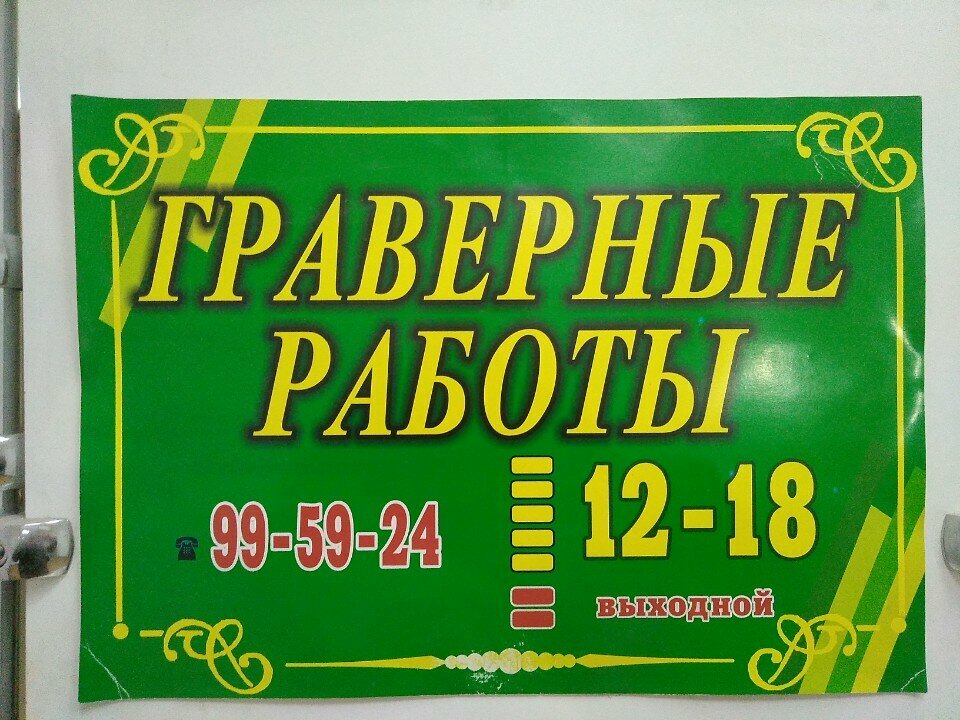 ГРАВЕРНЫЕ
РАБОТЫ
99-59-24
12-18
выходной